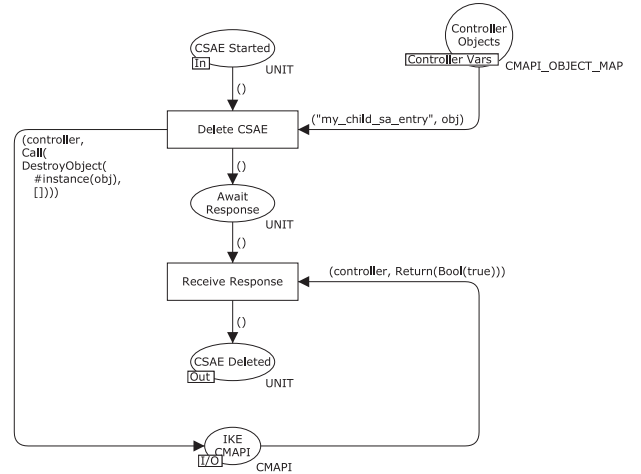 CSAE Started
In
UNIT
Controller
Objects
Controller Vars
CMAPI_OBJECT_MAP
()
Delete CSAE
("my_child_sa_entry", obj)
(controller,
Call(
DestroyObject(
#instance(obj),
[])))
()
Await
Response
UNIT
()
Receive Response
(controller, Return(Bool(true)))
()
CSAE Deleted
Out
UNIT
IKE
CMAPI
I/O
CMAPI